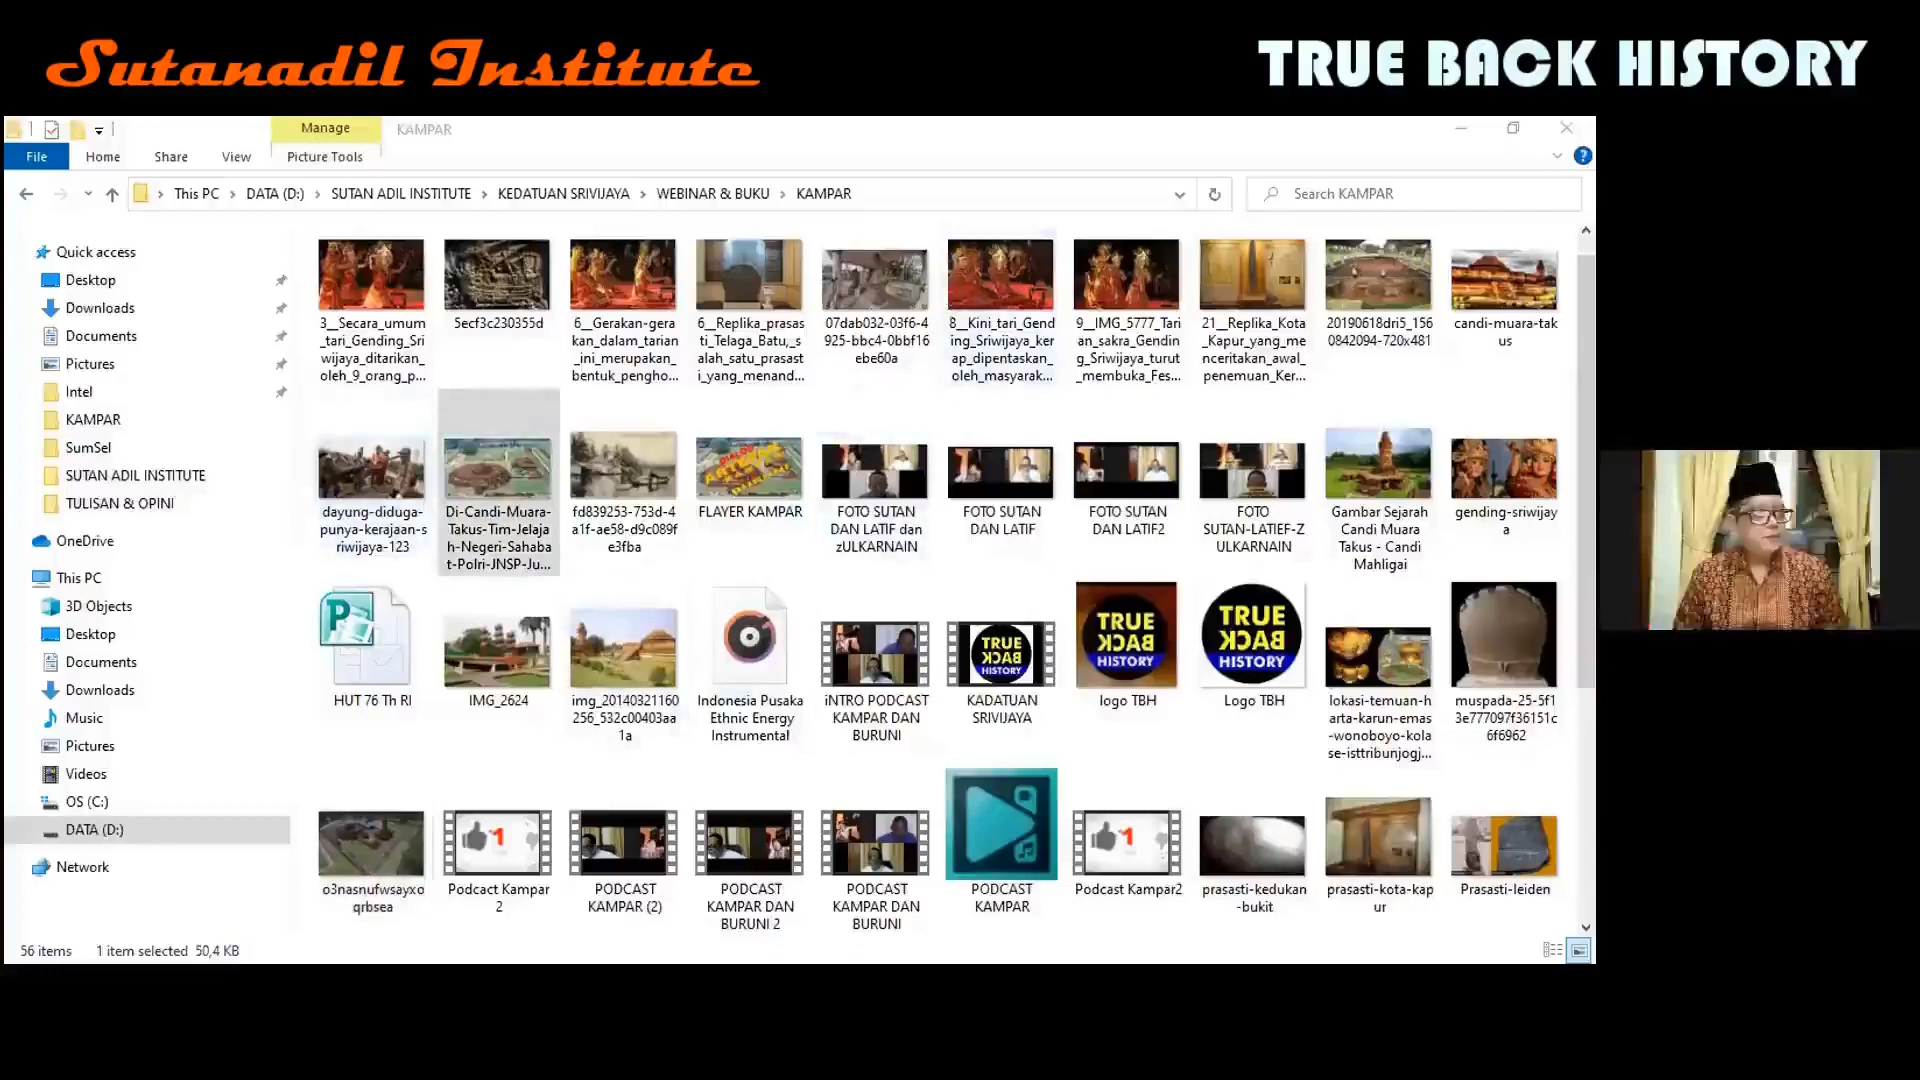 Sutanadil Institute
TRUE BACK HISTORY
Manage
KAMPAR
File
Home
Share
View
Picture Tools
This PC > DATA (D:) > SUTAN ADIL INSTITUTE > KEDATUAN SRIVIJAYA > WEBINAR & BUKU > KAMPAR
Search KAMPAR
Quick access
Desktop
Downloads
Documents
Pictures
Intel
KAMPAR
SumSel
SUTAN ADIL INSTITUTE
TULISAN & OPINI
OneDrive
This PC
3D Objects
Desktop
Documents
Downloads
Music
Pictures
Videos
OS (C:)
DATA (D:)
Network
3__Secara_umum
_tari_Gending_Sri
wijaya_ditarikan_
oleh_9_orang_p...
5ecf3c230355d
6__Gerakan-gera
kan_dalam_tarian
_ini_merupakan_
bentuk_pengho...
6__Replika_prasas
ti_Telaga_Batu,_s
alah_satu_prasast
i_yang_menand...
07dab032-03f6-4
925-bbc4-0bbf16
ebe60a
8__Kini_tari_Gend
ing_Sriwijaya_ker
ap_dipentaskan_
oleh_masyarak...
9__IMG_5777_Tari
an_sakra_Gending
_Sriwijaya_turut_
membuka_Fes...
21__Replika_Kota
_Kapur_yang_me
nceritakan_awal_
penemuan_Ker...
20190618dri5_156
0842094-720x481
candi-muara-tak
us
dayung-diduga-
punya-kerajaan-s
riwijaya-123
Di-Candi-Muara-
Takus-Tim-Jelaja
h-Negeri-Sahaba
t-Polri-JNSP-Ju...
fd839253-753d-4
a1f-ae58-d9c089f
e3fba
FLAYER KAMPAR
FOTO SUTAN
DAN LATIF dan
zULKARNAIN
FOTO SUTAN
DAN LATIF
FOTO SUTAN
DAN LATIF2
FOTO
SUTAN-LATIEF-Z
ULKARNAIN
Gambar Sejarah
Candi Muara
Takus - Candi
Mahligai
gending-sriwijay
a
HUT 76 Th RI
IMG_2624
img_20140321160
256_532c00403aa
1a
Indonesia Pusaka
Ethnic Energy
Instrumental
iNTRO PODCAST
KAMPAR DAN
BURUNI
TRUE
BACK
HISTORY
KADATUAN
SRIVIJAYA
TRUE
BACK
HISTORY
logo TBH
TRUE
BACK
HISTORY
Logo TBH
lokasi-temuan-h
arta-karun-emas
-wonoboyo-kola
se-isttribunjogj...
muspada-25-5f1
3e777097f36151c
6f6962
o3nasnufwsayxo
qrbsea
1
Podcact Kampar
2
PODCAST
KAMPAR (2)
PODCAST
KAMPAR DAN
BURUNI 2
PODCAST
KAMPAR DAN
BURUNI
PODCAST
KAMPAR
1
Podcast Kampar2
prasasti-kedukan
-bukit
prasasti-kota-kap
ur
Prasasti-leiden
56 items
1 item selected 50,4 KB